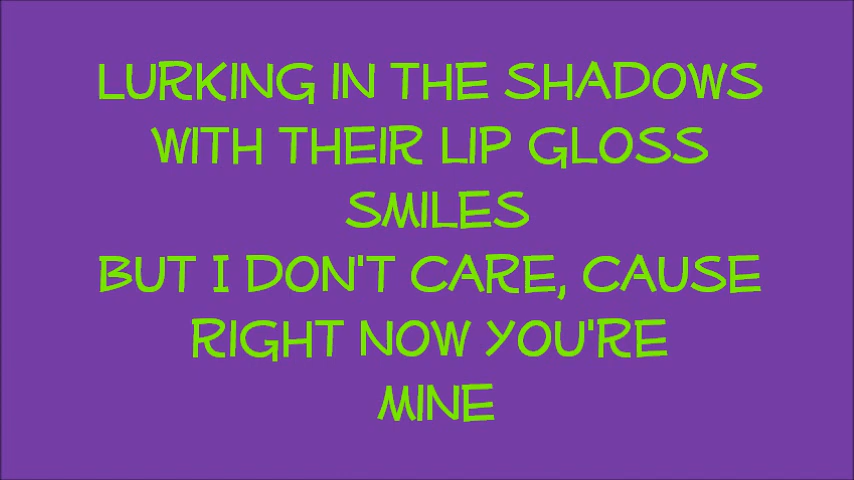 LURKING IN THE SHADOWS
WITH THEIR LIP GLOSS
SMILES
BUT I DON'T CARE, CAUSE
RIGHT NOW YOU'RE
MINE